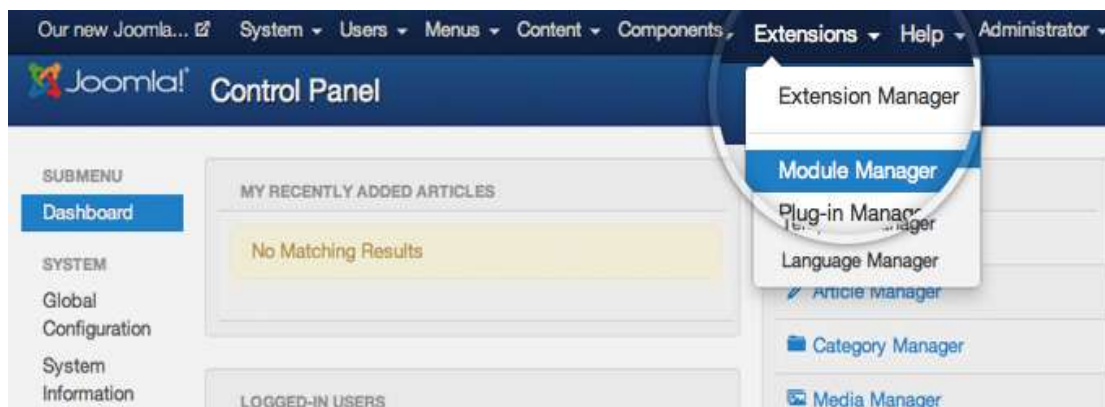 Our new Joomla... System Users Menus Content Components Extensions Help Administrator
Joomla! Control Panel
Extension Manager
Module Manager
Plug-in Manage
Language Manager
SUBMENU
Dashboard
SYSTEM
Global
Configuration
System
Information
MY RECENTLY ADDED ARTICLES
No Matching Results
LOGGED-IN USERS
Article Manager
Category Manager
Media Manager